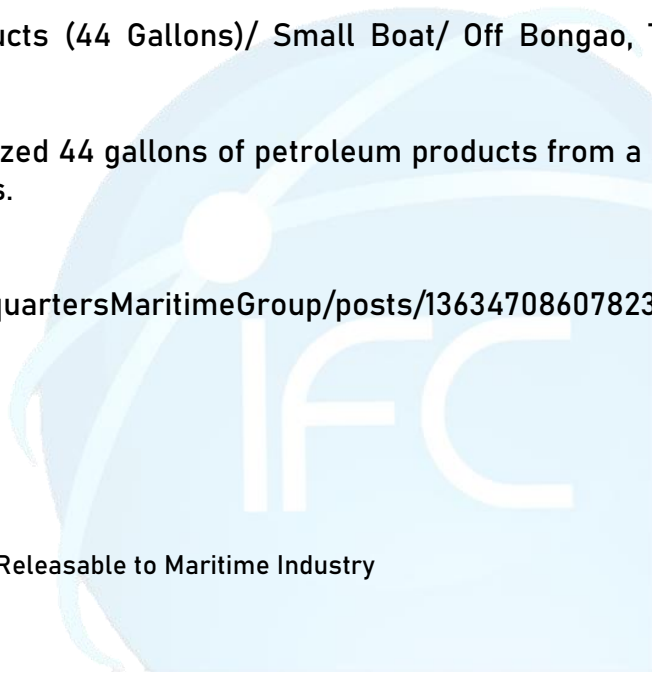 ucts (44 Gallons)/ Small Boat/ Off Bongao,
zed 44 gallons of petroleum products from a
s.
quartersMaritimeGroup/posts/13634708607823
IFC
Releasable to Maritime Industry